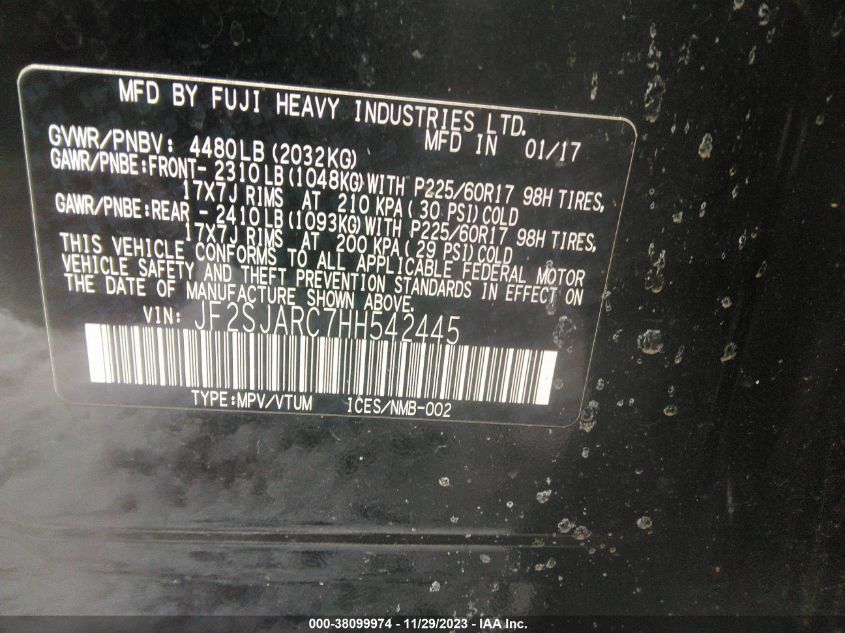 MFD BY FUJI HEAVY INDUSTRIES LTD.
MFD IN 01/17
GVWR/PNBV: 4480LB(2032KG)
GAWR/PNBE:FRONT- 2310LB(1048KG)WITH P225/60R17 98H TIRES,
17X7J RIMS AT 210 KPA(30 PSI)COLD
GAWR/PNBE:REAR - 2410LB(1093KG)WITH P225/60R17 98H TIRES,
17X7J RIMS AT 200 KPA(29 PSI)COLD
THIS VEHICLE CONFORMS TO ALL APPLICABLE FEDERAL MOTOR
VEHICLE SAFETY AND THEFT PREVENTION STANDARDS IN EFFECT ON
THE DATE OF MANUFACTURE SHOWN ABOVE.
VIN: JF2SJARC7HH542445
TYPE:MPV/VTUM ICES/NMB-002
000-38099974 - 11/29/2023 - IAA Inc.